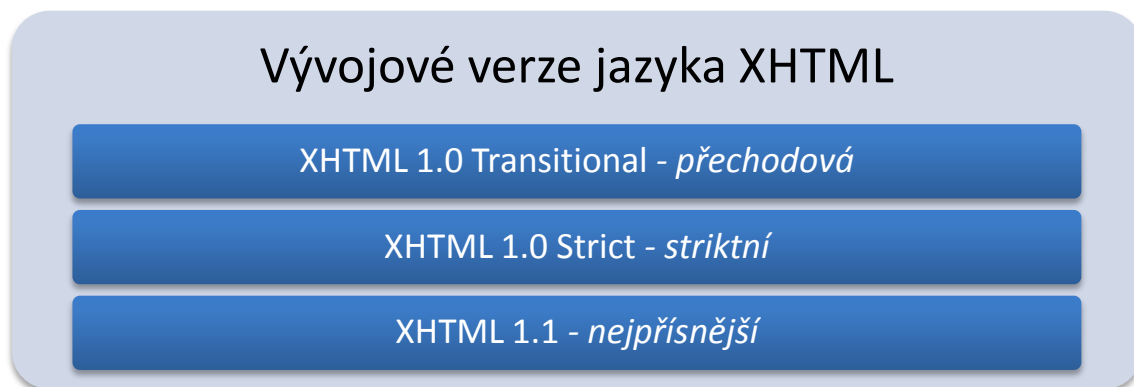 Vývojové verze jazyka XHTML
XHTML 1.0 Transitional - přechodová
XHTML 1.0 Strict - striktní
XHTML 1.1 - nejpřísnější